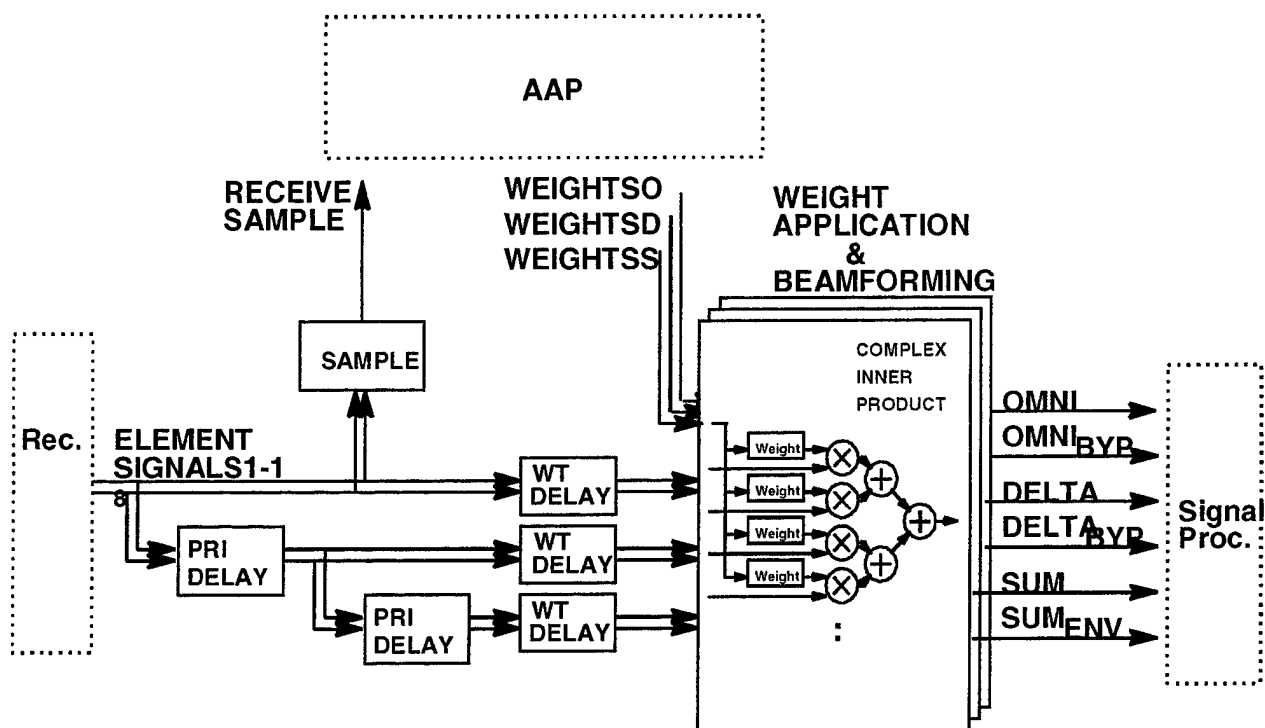 AAP
RECEIVE
SAMPLE
WEIGHTSO
WEIGHTSD
WEIGHTSS
WEIGHT
APPLICATION
&
BEAMFORMING
SAMPLE
COMPLEX
INNER
PRODUCT
Rec.
ELEMENT
SIGNALS1-1
8
WT
DELAY
PRI
DELAY
WT
DELAY
PRI
DELAY
WT
DELAY
Weight
Weight
Weight
Weight
:
OMNI
OMNIBYP
DELTA
DELTABYP
SUM
SUMENV
Signal
Proc.